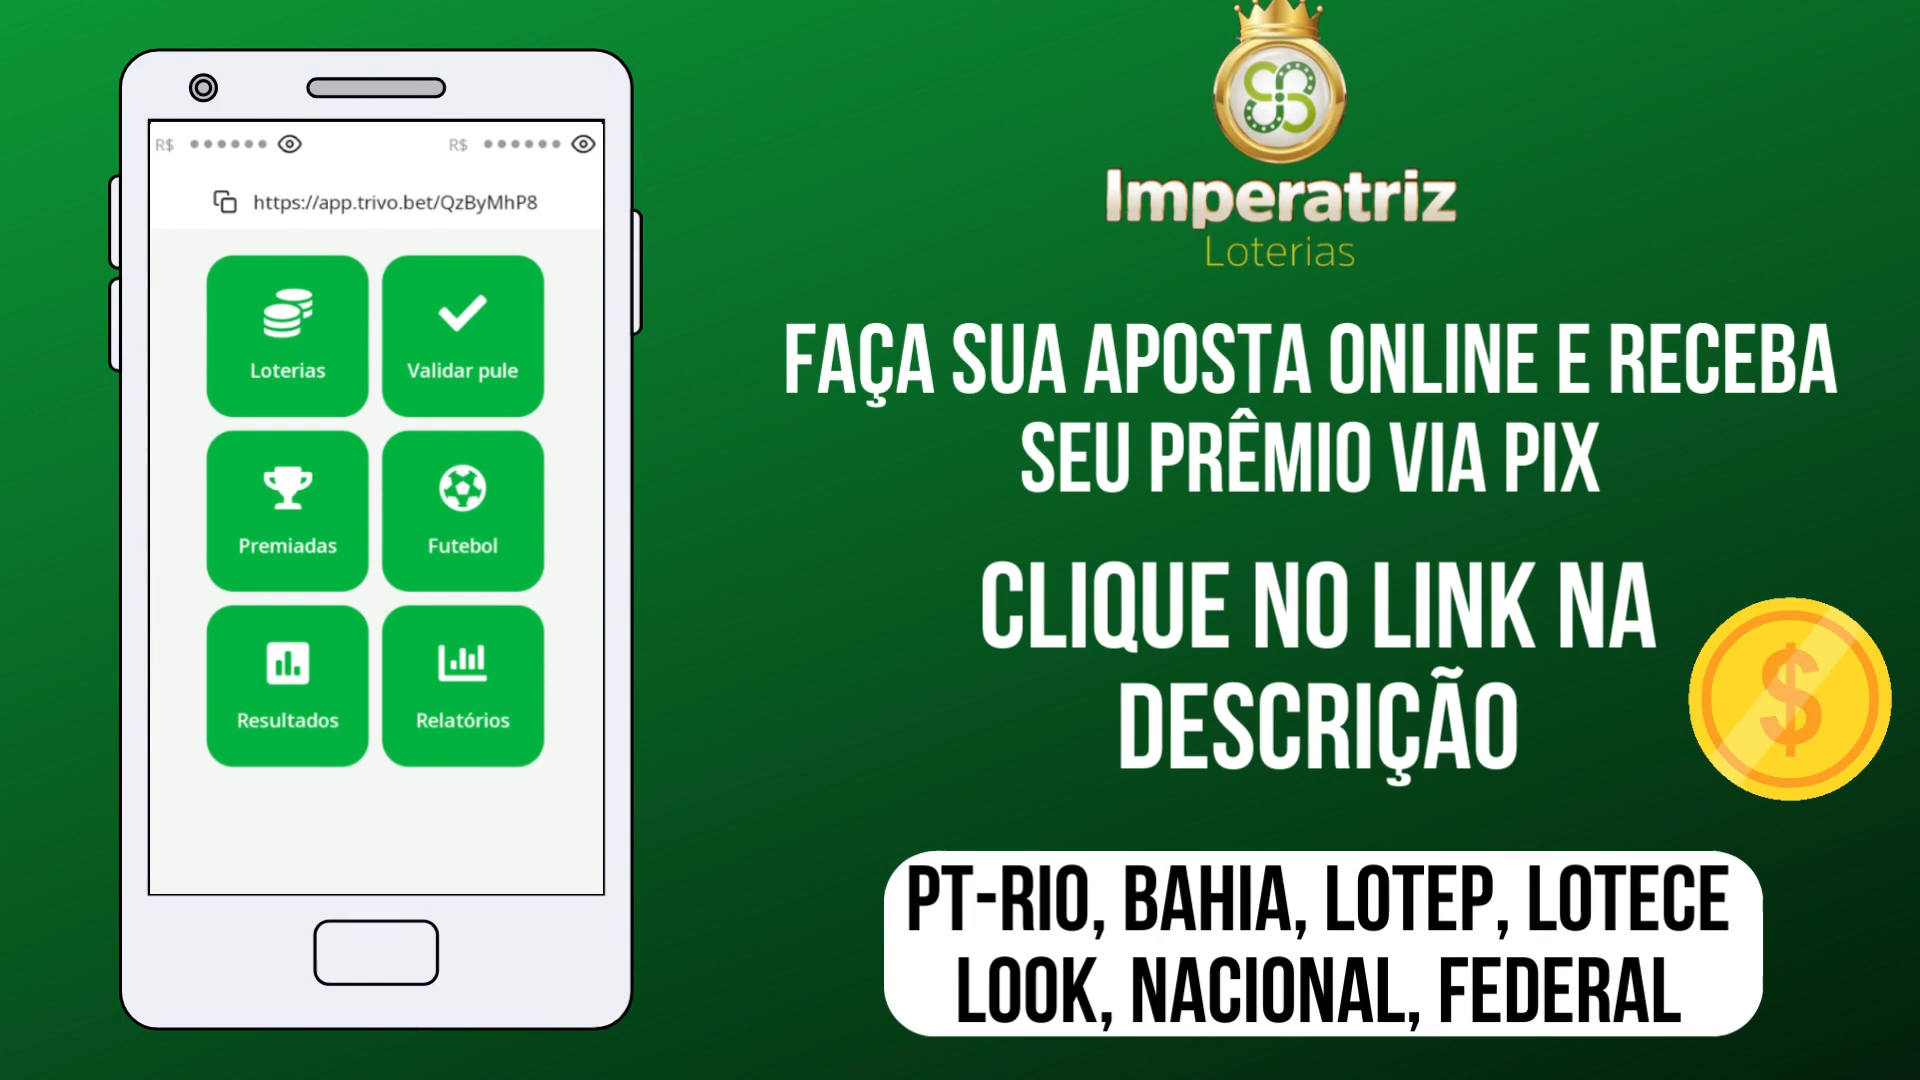 R$ •••••• R$ ••••••
https://app.trivo.bet/QzByMhP8
Loterias
Validar pule
Premiadas
Futebol
Resultados
Relatórios
Imperatriz
Loterias
FAÇA SUA APOSTA ONLINE E RECEBA
SEU PRÊMIO VIA PIX
CLIQUE NO LINK NA
DESCRIÇÃO
$
PT-RIO, BAHIA, LOTEP, LOTECE
LOOK, NACIONAL, FEDERAL